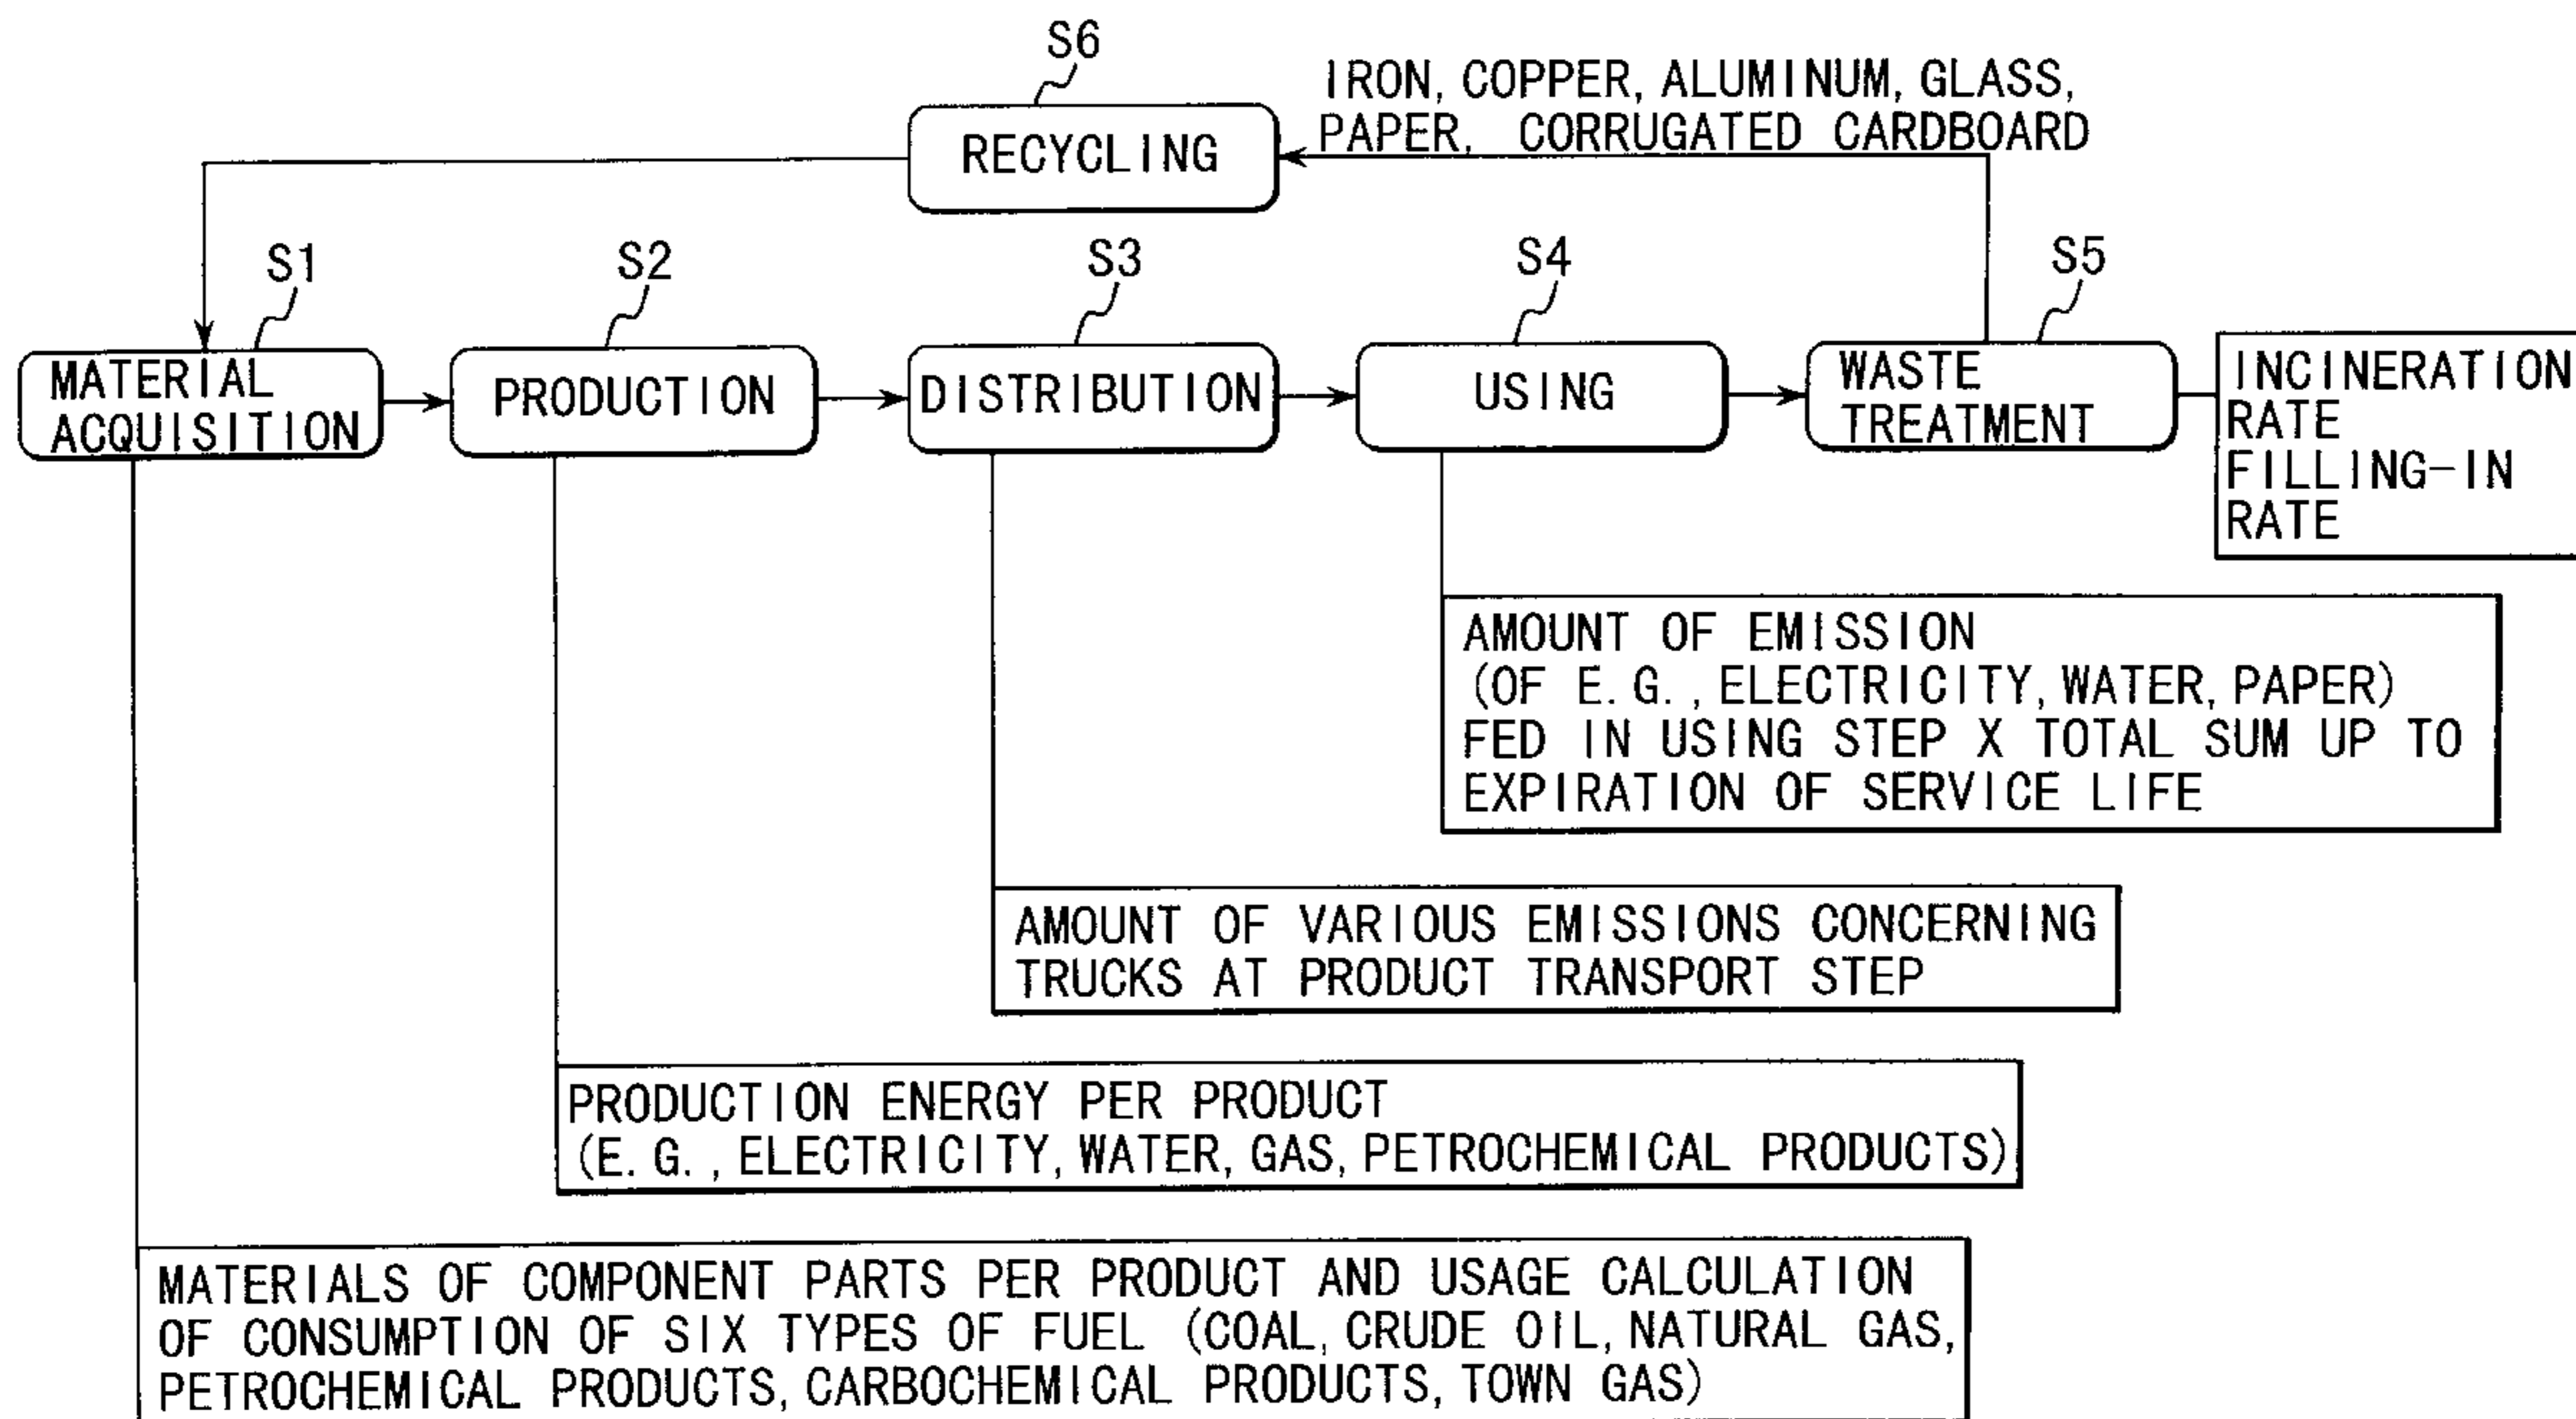 S6
IRON, COPPER, ALUMINUM, GLASS,
PAPER, CORRUGATED CARDBOARD
RECYCLING
S1
S2
S3
S4
S5
MATERIAL
ACQUISITION
PRODUCTION
DISTRIBUTION
USING
WASTE
TREATMENT
INCINERATION
RATE
FILLING-IN
RATE
AMOUNT OF EMISSION
(OF E.G., ELECTRICITY, WATER, PAPER)
FED IN USING STEP X TOTAL SUM UP TO
EXPIRATION OF SERVICE LIFE
AMOUNT OF VARIOUS EMISSIONS CONCERNING
TRUCKS AT PRODUCT TRANSPORT STEP
PRODUCTION ENERGY PER PRODUCT
(E.G., ELECTRICITY, WATER, GAS, PETROCHEMICAL PRODUCTS)
MATERIALS OF COMPONENT PARTS PER PRODUCT AND USAGE CALCULATION
OF CONSUMPTION OF SIX TYPES OF FUEL (COAL, CRUDE OIL, NATURAL GAS,
PETROCHEMICAL PRODUCTS, CARBOCHEMICAL PRODUCTS, TOWN GAS)